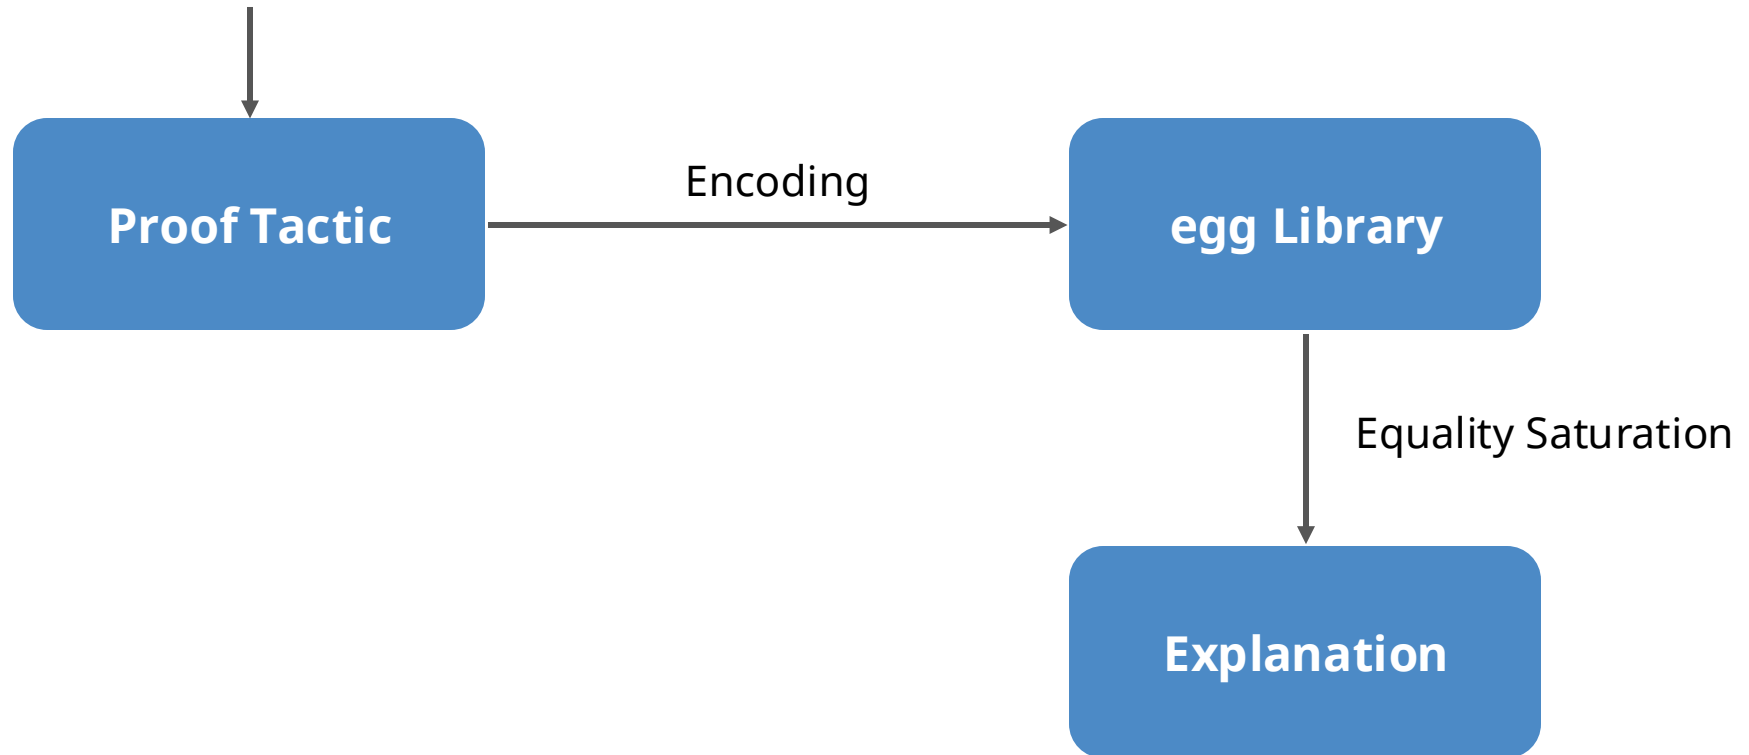 Encoding
Proof Tactic
egg Library
Equality Saturation
Explanation